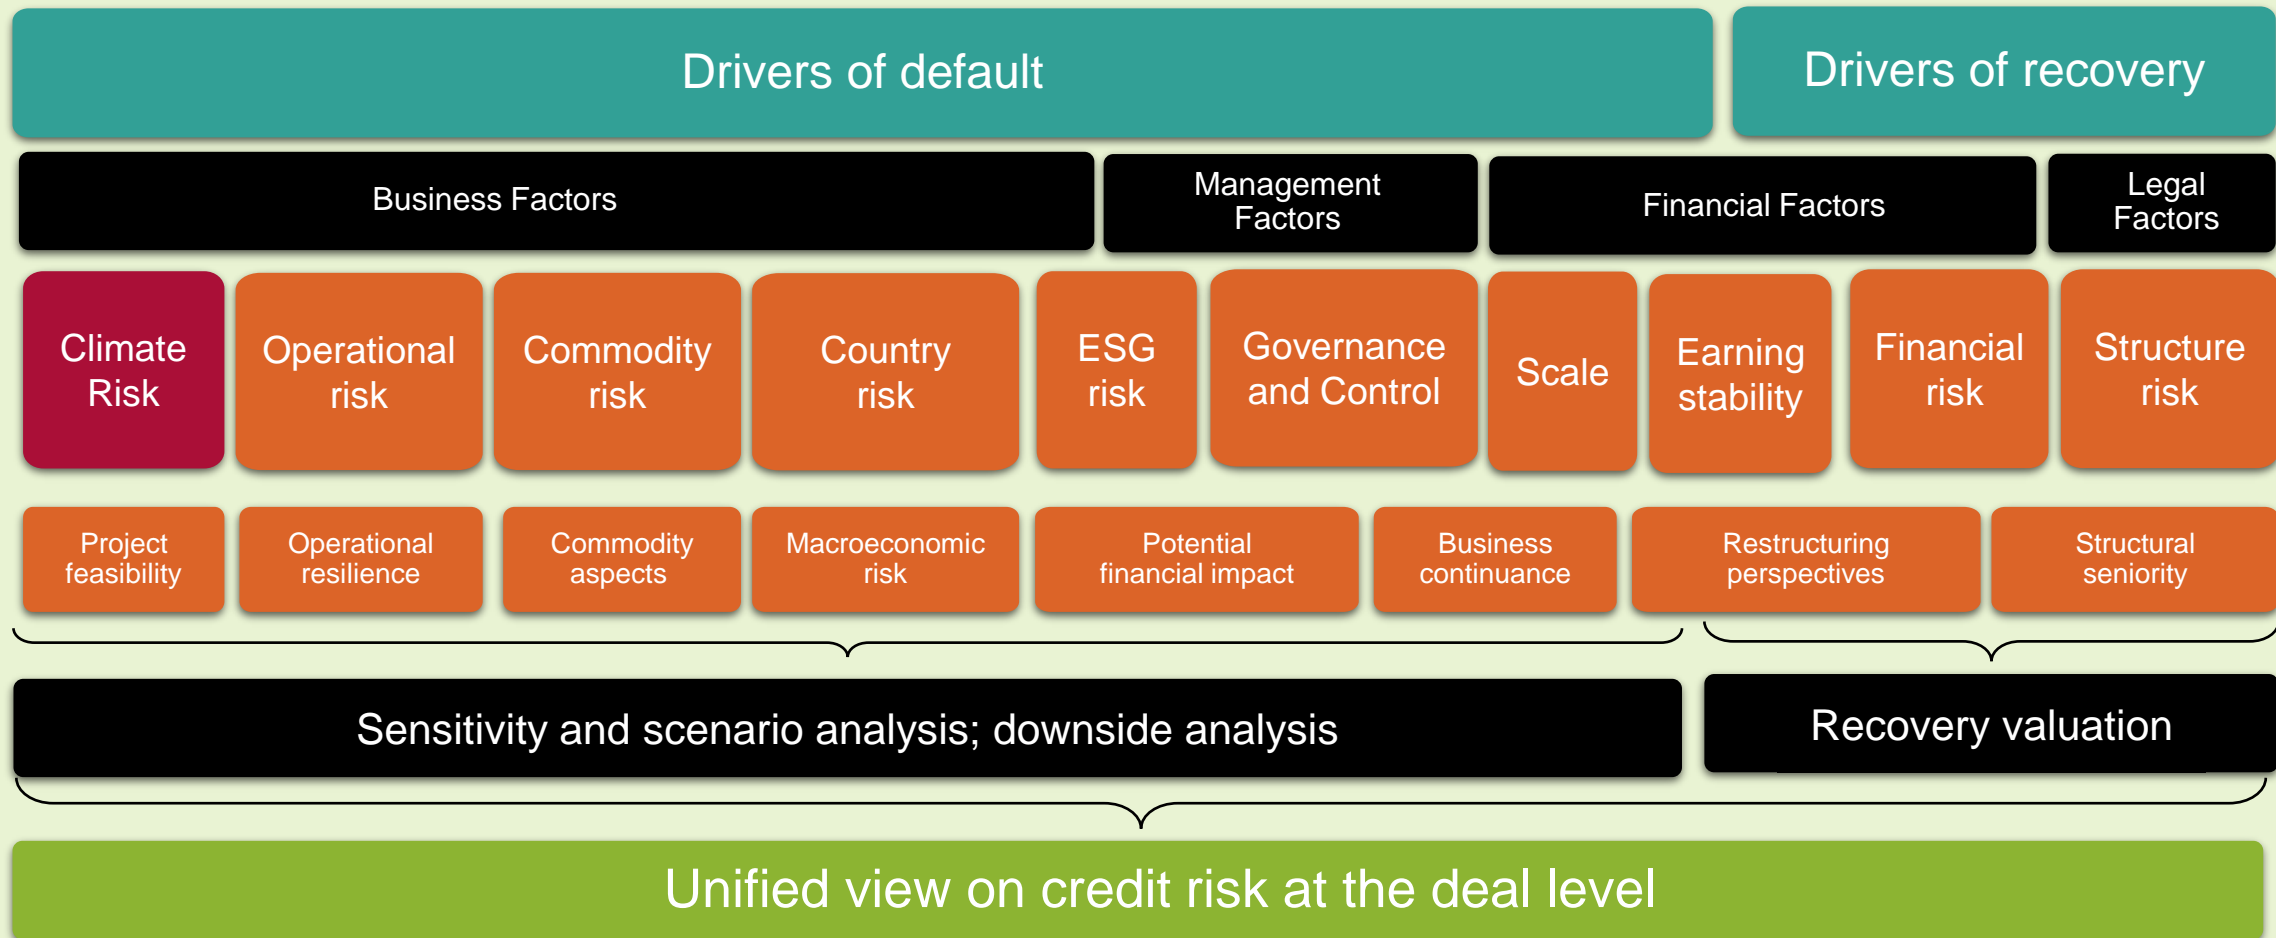 Drivers of default
Drivers of recovery
Business Factors
Management
Factors
Financial Factors
Legal
Factors
Climate
Risk
Operational
risk
Commodity
risk
Country
risk
ESG
risk
Governance
and Control
Scale
Earning
stability
Financial
risk
Structure
risk
Project
feasibility
Operational
resilience
Commodity
aspects
Macroeconomic
risk
Potential
financial impact
Business
continuance
Restructuring
perspectives
Structural
seniority
Sensitivity and scenario analysis; downside analysis
Recovery valuation
Unified view on credit risk at the deal level